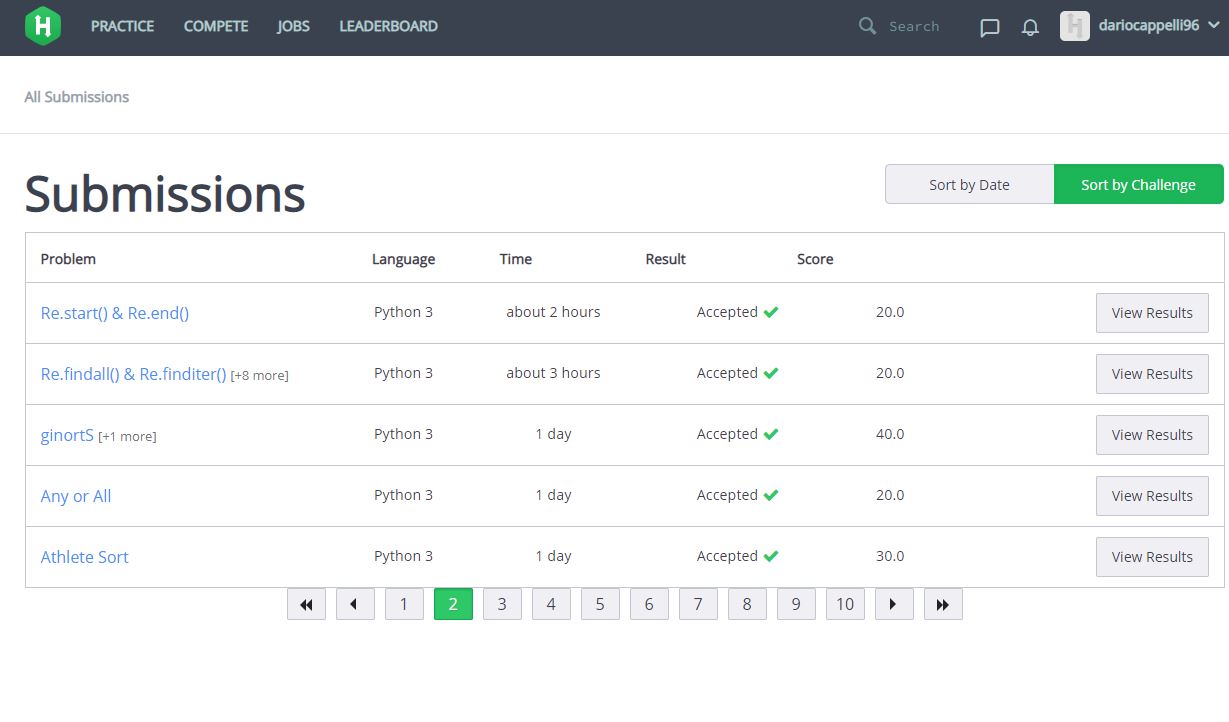 PRACTICE COMPETE JOBS LEADERBOARD Search dariocappelli96
All Submissions
Submissions
Sort by Date Sort by Challenge
Problem Language Time Result Score
Re.start() & Re.end() Python 3 about 2 hours Accepted 20.0 View Results
Re.findall() & Re.finditer() [+8 more] Python 3 about 3 hours Accepted 20.0 View Results
ginortS [+1 more] Python 3 1 day Accepted 40.0 View Results
Any or All Python 3 1 day Accepted 20.0 View Results
Athlete Sort Python 3 1 day Accepted 30.0 View Results
1 2 3 4 5 6 7 8 9 10